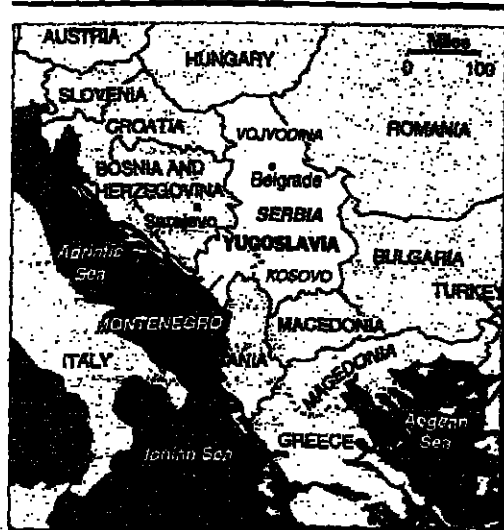 AUSTRIA
Miles
0 100
HUNGARY
SLOVENIA
CROATIA
VOJVODINA
ROMANIA
BOSNIA AND
HERZEGOVINA
Belgrade
Sarajevo
SERBIA
YUGOSLAVIA
Adriatic
Sea
BULGARIA
KOSOVO
TURKEY
MONTENEGRO
MACEDONIA
ITALY
ANIA
MACEDONIA
GREECE
Aegean
Sea
Ionian Sea